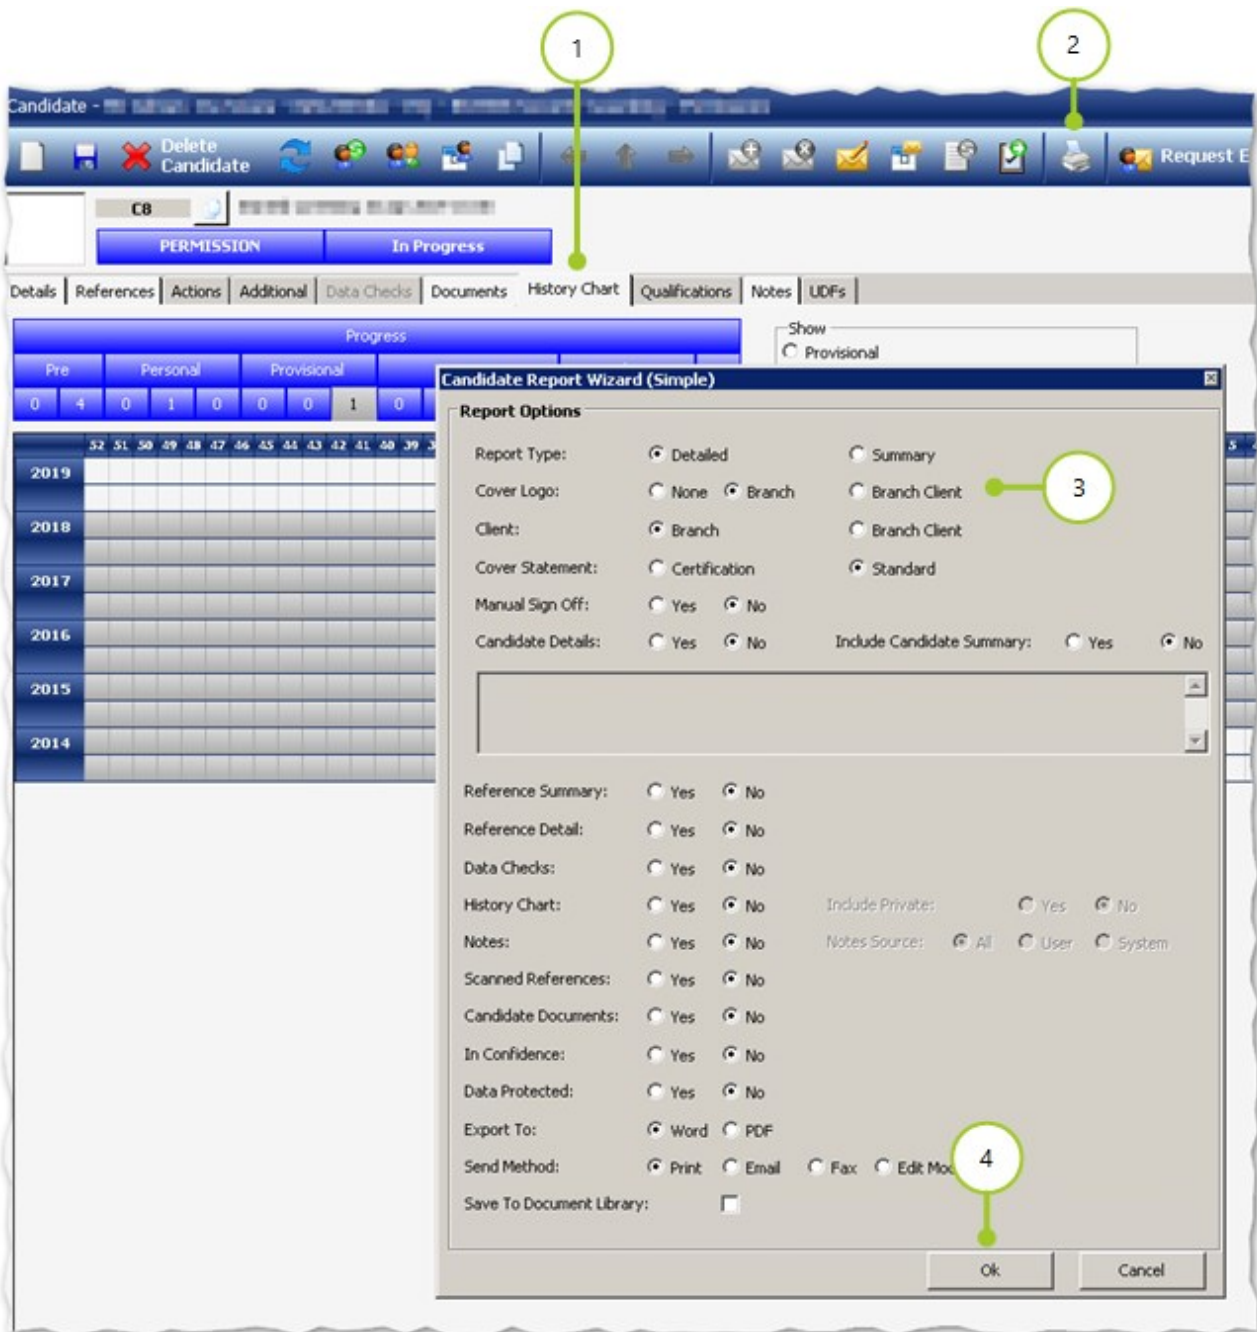 1
2
Candidate -
Delete Candidate
Request E
C8
PERMISSION In Progress
Details References Actions Additional Data Checks Documents History Chart Qualifications Notes UDFs
Progress
Show
Provisional
Pre Personal Provisional
0 4 0 1 0 0 0 1 0
Candidate Report Wizard (Simple)
Report Options
52 51 50 49 48 47 46 45 44 43 42 41 40 39 3
5
Report Type: Detailed Summary
2019
Cover Logo: None Branch Branch Client
3
2018
Client: Branch Branch Client
Cover Statement: Certification Standard
2017
Manual Sign Off: Yes No
2016
Candidate Details: Yes No Include Candidate Summary: Yes No
2015
2014
Reference Summary: Yes No
Reference Detail: Yes No
Data Checks: Yes No
History Chart: Yes No Include Private: Yes No
Notes: Yes No Notes Source: All User System
Scanned References: Yes No
Candidate Documents: Yes No
In Confidence: Yes No
Data Protected: Yes No
Export To: Word PDF
4
Send Method: Print Email Fax Edit Mod
Save To Document Library:
Ok Cancel